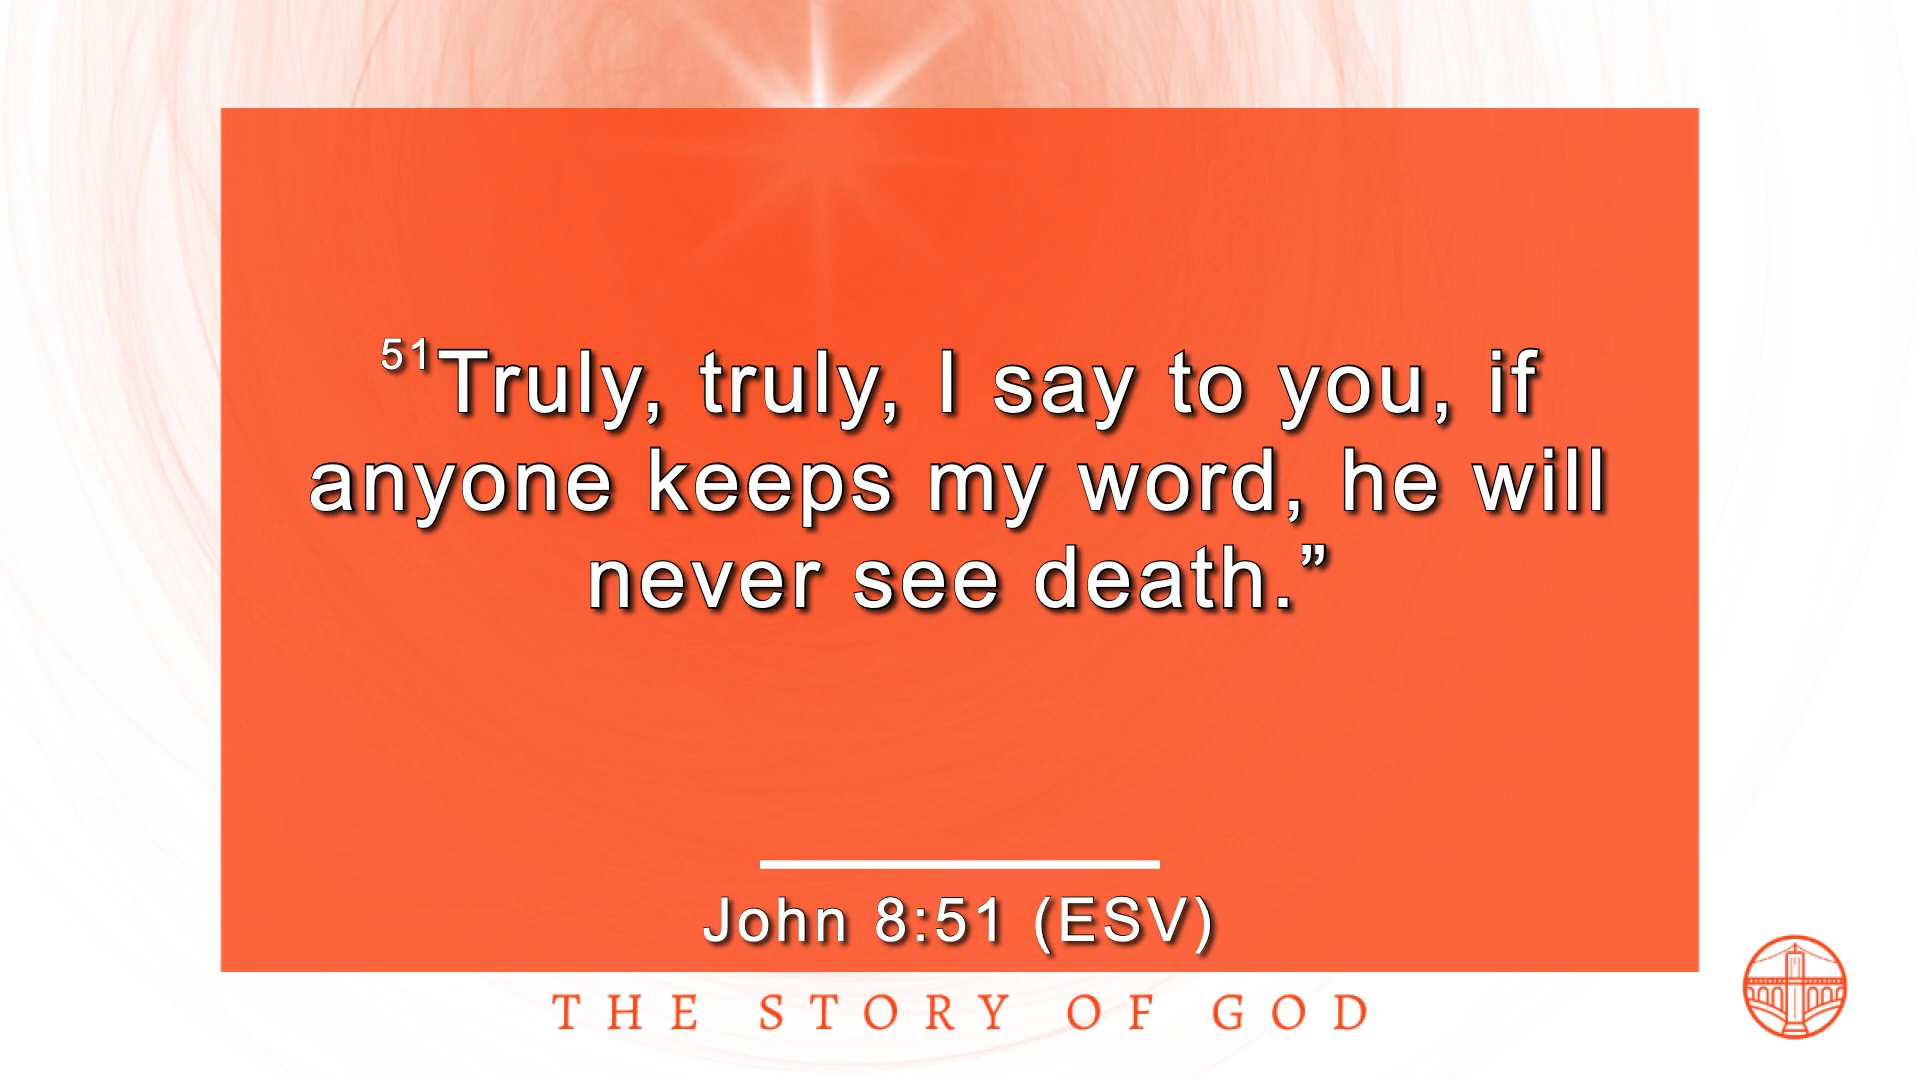 51Truly, truly, I say to you, if
anyone keeps my word, he will
never see death.”
John 8:51 (ESV)
THE STORY OF GOD